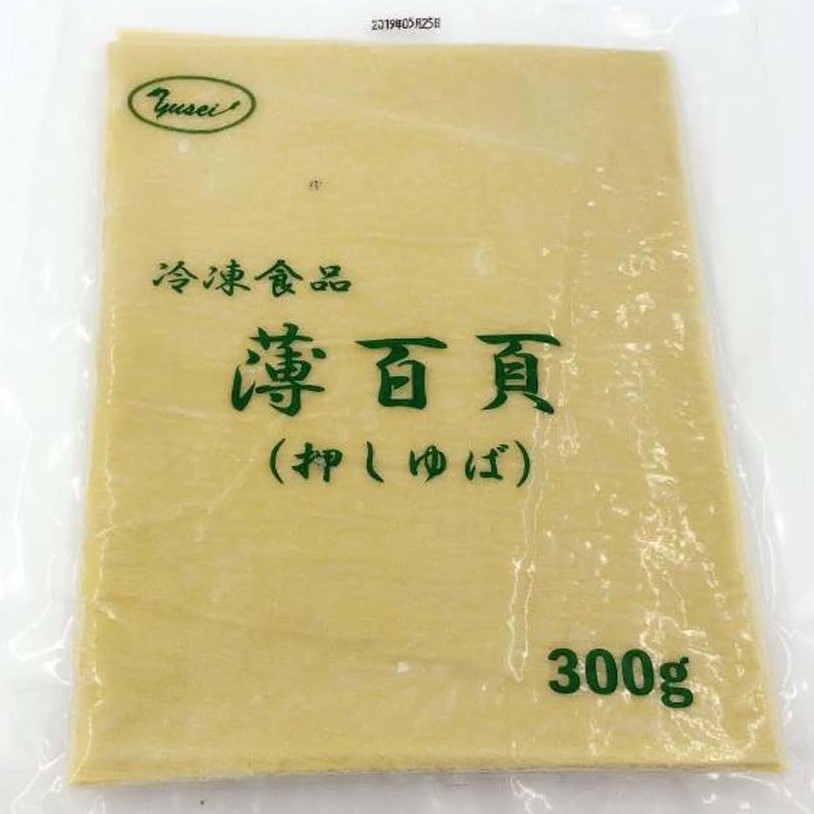 2019年05月25日
Yusei
冷凍食品
薄百頁
(押しゆば)
300g